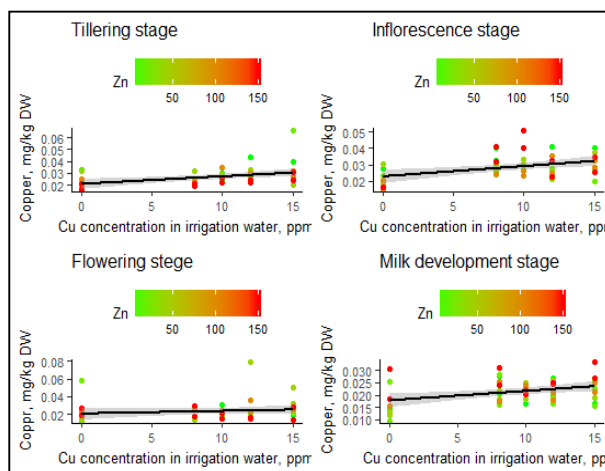 Tillering stage
Zn
50 100 150
Copper, mg/kg DW
0.06
0.05
0.04
0.03
0.02
0 5 10 15
Cu concentration in irrigation water, ppm
Inflorescence stage
Zn
50 100 150
Copper, mg/kg DW
0.05
0.04
0.03
0.02
0 5 10 15
Cu concentration in irrigation water, ppm
Flowering stege
Zn
50 100 150
Coppr, mg/kg DW
0.08
0.06
0.04
0.02
0 5 10 15
Cu concentration in irrigation water, ppm
Milk development stage
Zn
50 100 150
Copper, mg/kg DW
0.030
0.025
0.020
0.015
0.010
0 5 10 15
Cu concentration in irrigation water, ppm